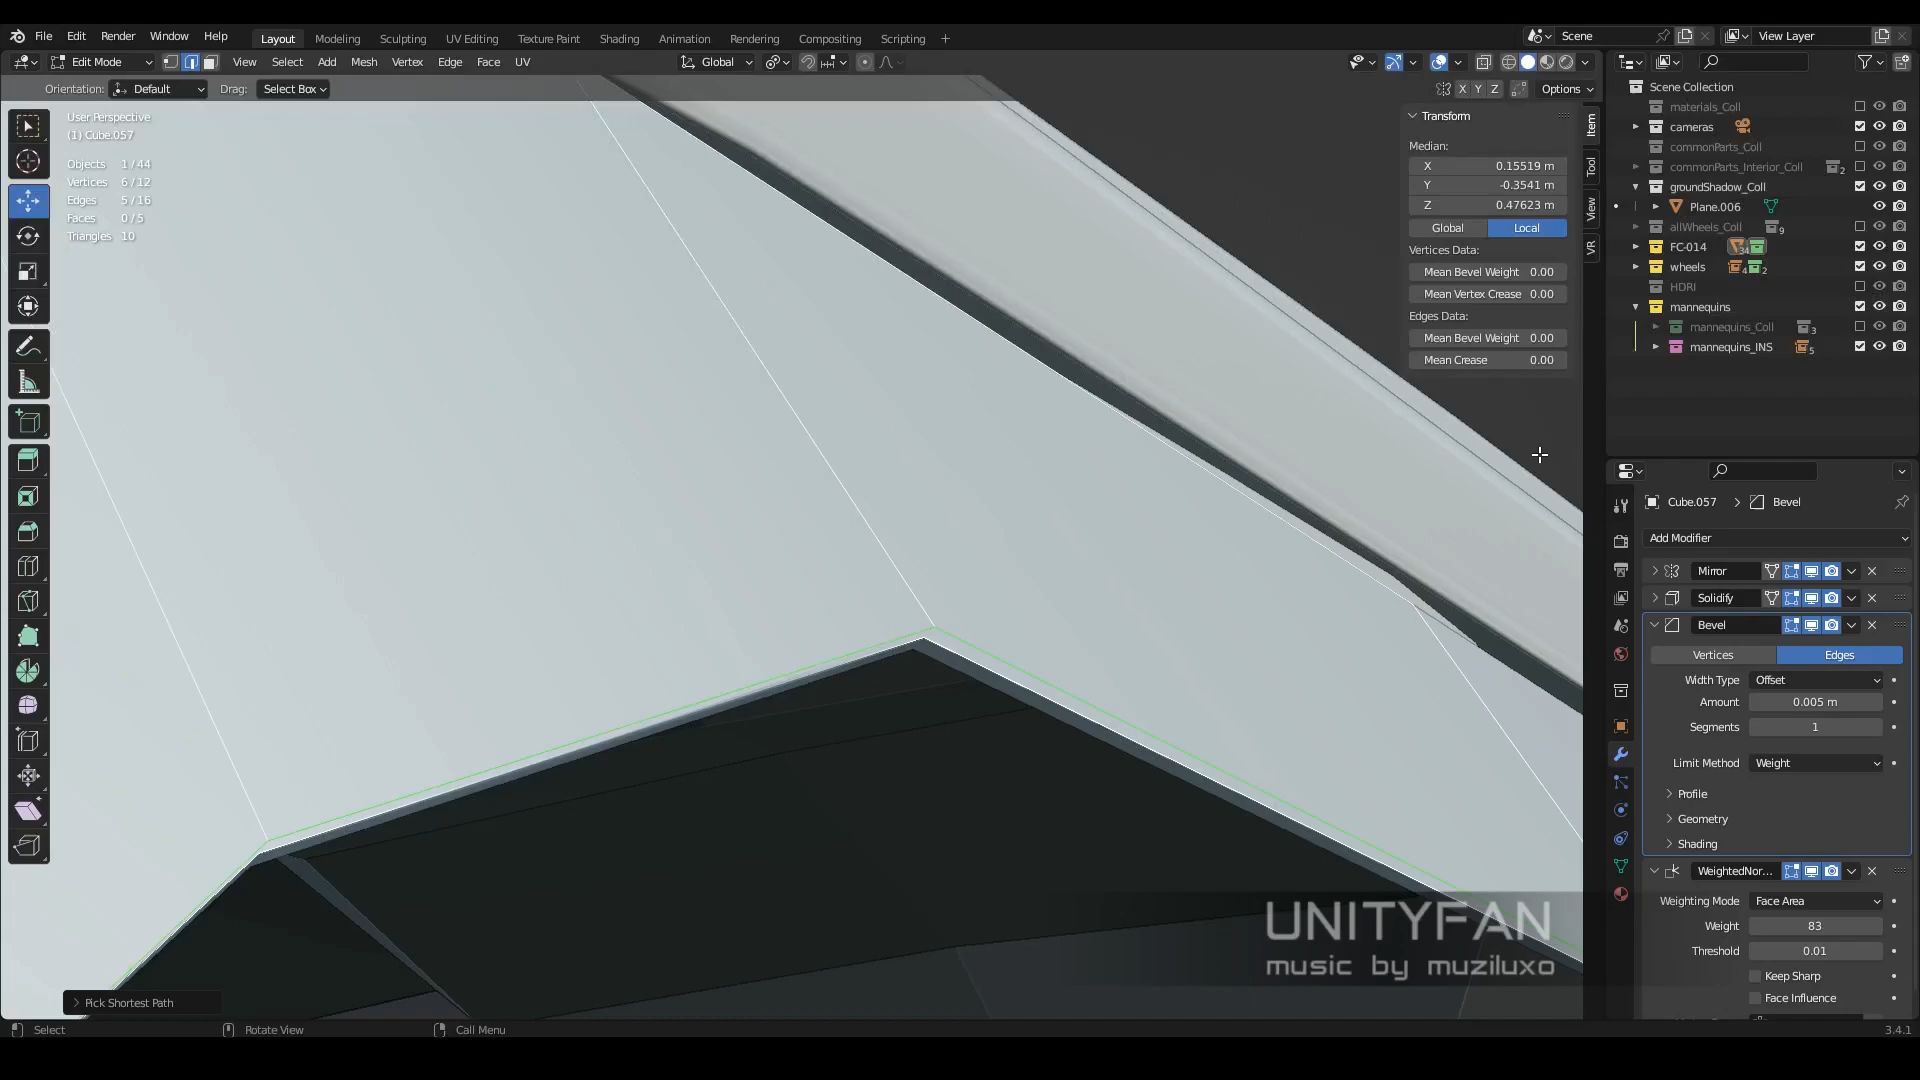 File Edit Render Window Help
Layout Modeling Sculpting UV Editing Texture Paint Shading Animation Rendering Compositing Scripting
Scene
View Layer
Edit Mode View Select Add Mesh Vertex Edge Face UV
Global
Orientation: Default Drag: Select Box
X Y Z Options
User Perspective
(1) Cube.057
Objects 1 / 44
Vertices 6 / 12
Edges 5 / 16
Faces 0 / 5
Triangles 10
Transform
Median:
X 0.15519 m
Y -0.3541 m
Z 0.47623 m
Global Local
Vertices Data:
Mean Bevel Weight 0.00
Mean Vertex Crease 0.00
Edges Data:
Mean Bevel Weight 0.00
Mean Crease 0.00
Item
Tool
View
VR
Scene Collection
materials_Coll
cameras
commonParts_Coll
commonParts_Interior_Coll 2
groundShadow_Coll
Plane.006
allWheels_Coll 9
FC-014 34
wheels 4 2
HDRI
mannequins
mannequins_Coll 3
mannequins_INS 5
Cube.057 > Bevel
Add Modifier
Mirror
Solidify
Bevel
Vertices Edges
Width Type Offset
Amount 0.005 m
Segments 1
Limit Method Weight
Profile
Geometry
Shading
WeightedNor...
Weighting Mode Face Area
Weight 83
Threshold 0.01
Keep Sharp
Face Influence
UNITYFAN
music by muziluxo
Pick Shortest Path
Select Rotate View Call Menu
3.4.1